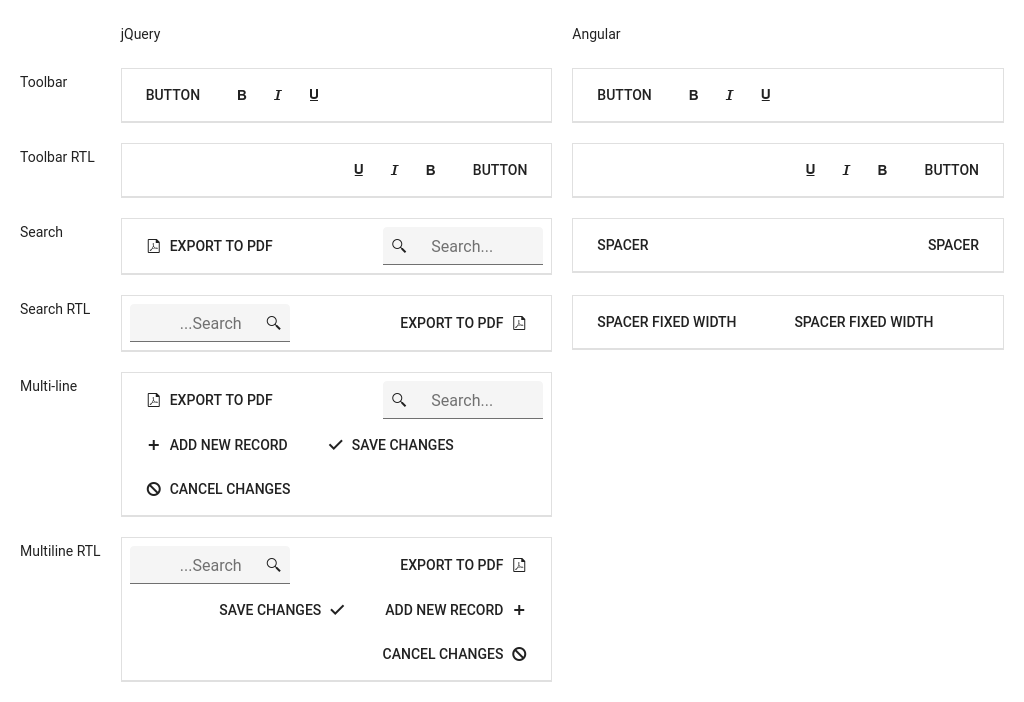 jQuery Angular
Toolbar
BUTTON B I U
BUTTON B I U
Toolbar RTL
U I B BUTTON
U I B BUTTON
Search
EXPORT TO PDF Search...
SPACER SPACER
Search RTL
...Search EXPORT TO PDF
SPACER FIXED WIDTH SPACER FIXED WIDTH
Multi-line
EXPORT TO PDF Search...
ADD NEW RECORD SAVE CHANGES
CANCEL CHANGES
Multiline RTL
...Search EXPORT TO PDF
SAVE CHANGES ADD NEW RECORD
CANCEL CHANGES